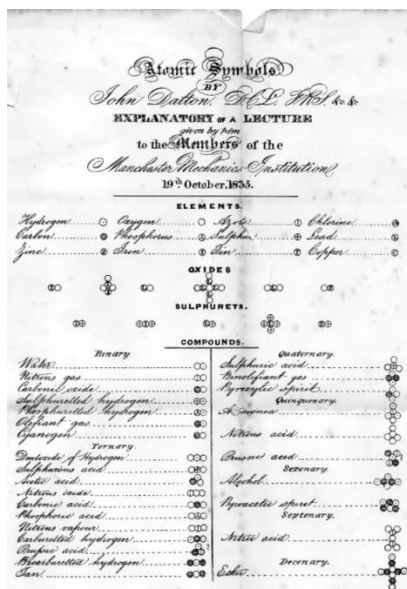 Atomic Symbols
BY
John Dalton, D.C.L. F.R.S. &c. &c.
EXPLANATORY OF A LECTURE
given by him
to the Members of the
Manchester Mechanics Institution
19th October, 1835.
ELEMENTS.
Hydrogen Oxygen Azote Chlorine
Carbon Phosphorus Sulphur Lead
Zinc Iron Tin Copper
OXIDES
SULPHURETS
COMPOUNDS
Binary
Water
Nitrous gas
Carbonic oxide
Sulphuretted hydrogen
Phosphuretted hydrogen
Olefiant gas
Cyanogen
Ternary
Deutoxide of Hydrogen
Sulphurous acid
Acetic acid
Nitrous oxide
Carbonic acid
Phosphoric acid
Nitrous vapour
Carburetted hydrogen
Prussic acid
Bicarburetted hydrogen
Tan
Quaternary
Sulphuric acid
Binolefiant gas
Pyroxylic spirit
Quinquenary
Ammonia
Nitrous acid
Prussic acid
Sexenary
Alcohol
Pyroacetic spirit
Septenary
Nitric acid
Decenary
Ether